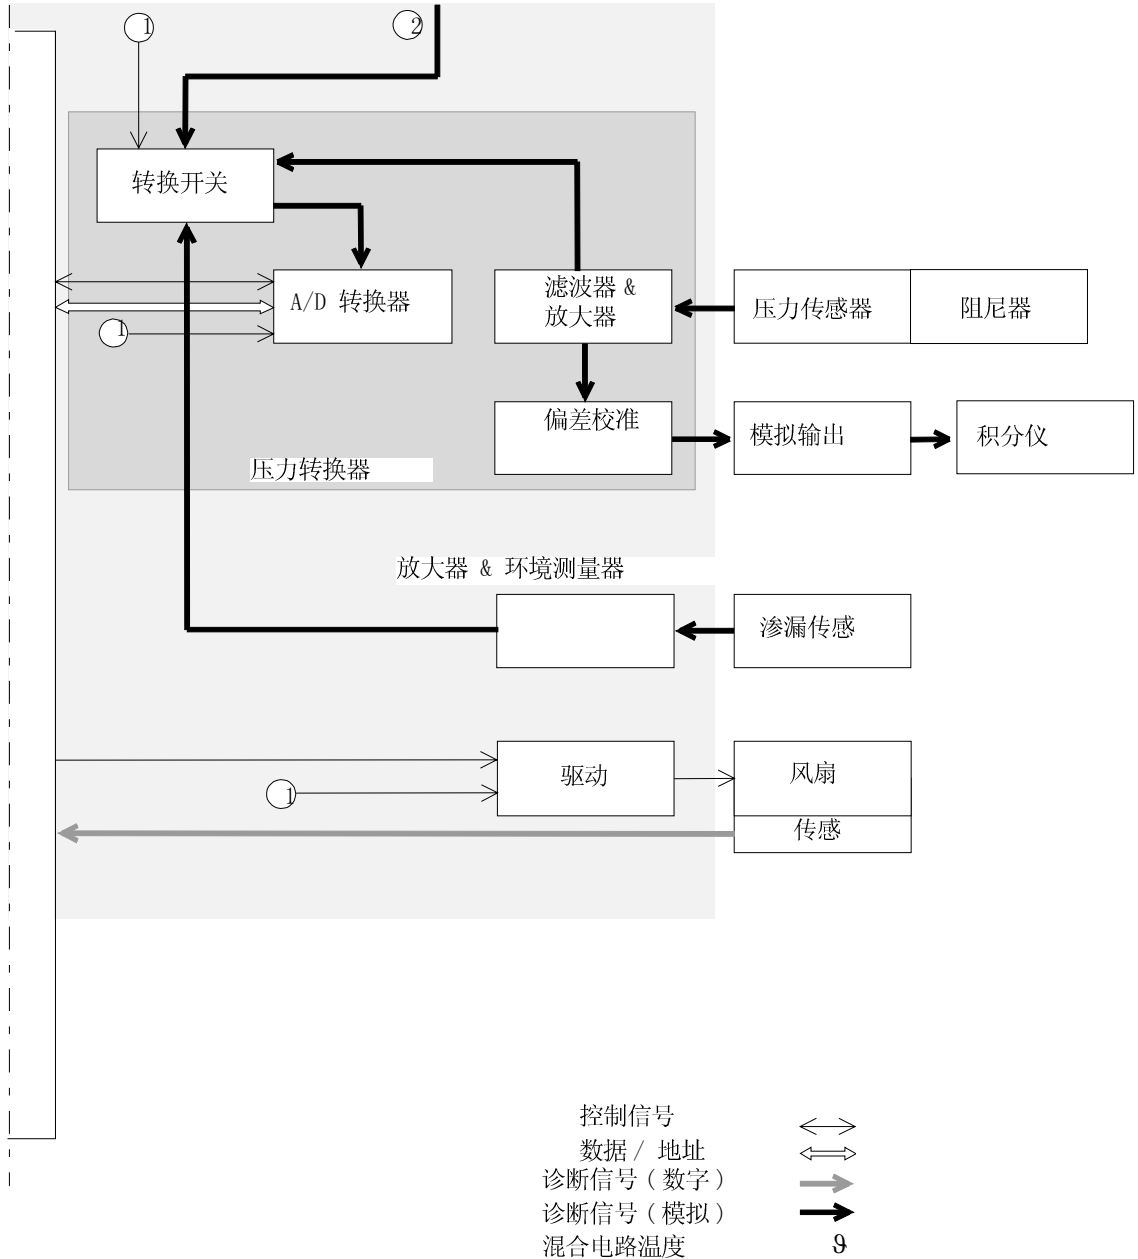 1
2
转换开关
滤波器 &
放大器
A/D 转换器
压力传感器
阻尼器
1
偏差校准
模拟输出
积分仪
压力转换器
放大器 & 环境测量器
渗漏传感
驱动
风扇
1
传感
控制信号
数据 / 地址
诊断信号 ( 数字 )
诊断信号 ( 模拟 )
混合电路温度 ϑ